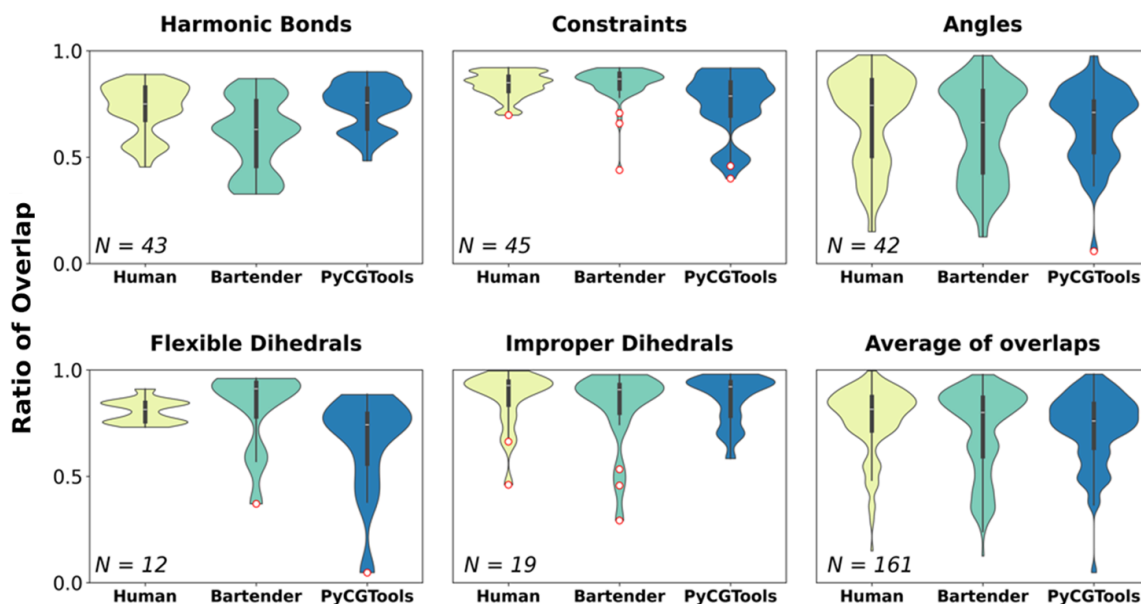 Harmonic Bonds
Constraints
Angles
Ratio of Overlap
1.0
0.5
0.0
N = 43
N = 45
N = 42
Human Bartender PyCGTools
Human Bartender PyCGTools
Human Bartender PyCGTools
Flexible Dihedrals
Improper Dihedrals
Average of overlaps
1.0
0.5
0.0
N = 12
N = 19
N = 161
Human Bartender PyCGTools
Human Bartender PyCGTools
Human Bartender PyCGTools